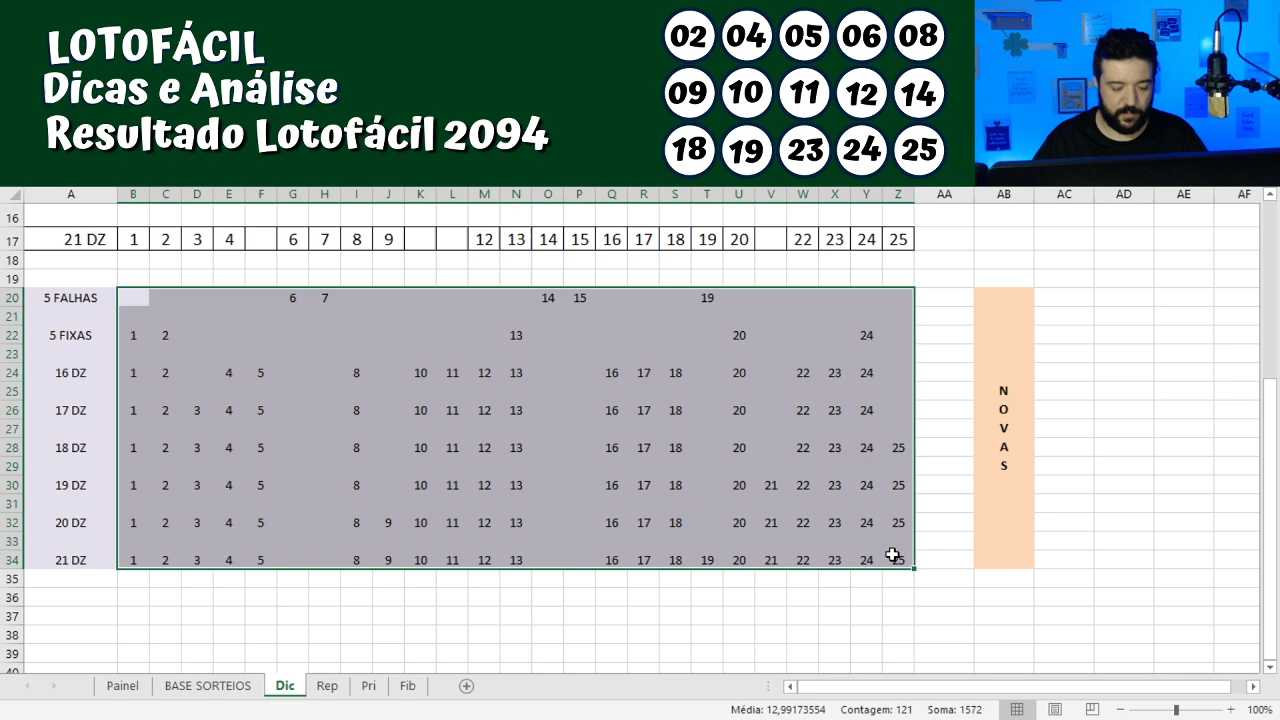 LOTOFÁCIL
Dicas e Análise
Resultado Lotofácil 2094
02 04 05 06 08
09 10 11 12 14
18 19 23 24 25
A B C D E F G H I J K L M N O P Q R S T U V W X Y Z AA AB AC AD AE AF
16
17 21 DZ 1 2 3 4 6 7 8 9 12 13 14 15 16 17 18 19 20 22 23 24 25
18
19
20 5 FALHAS 6 7 14 15 19
21
22 5 FIXAS 1 2 13 20 24
23
24 16 DZ 1 2 4 5 8 10 11 12 13 16 17 18 20 22 23 24
25 N
26 17 DZ 1 2 3 4 5 8 10 11 12 13 16 17 18 20 22 23 24 O
27 V
28 18 DZ 1 2 3 4 5 8 10 11 12 13 16 17 18 20 22 23 24 25 A
29 S
30 19 DZ 1 2 3 4 5 8 10 11 12 13 16 17 18 20 21 22 23 24 25
31
32 20 DZ 1 2 3 4 5 8 9 10 11 12 13 16 17 18 20 21 22 23 24 25
33
34 21 DZ 1 2 3 4 5 8 9 10 11 12 13 16 17 18 19 20 21 22 23 24 25
35
36
37
38
39
40
Painel BASE SORTEIOS Dic Rep Pri Fib
Média: 12,99173554 Contagem: 121 Soma: 1572 100%